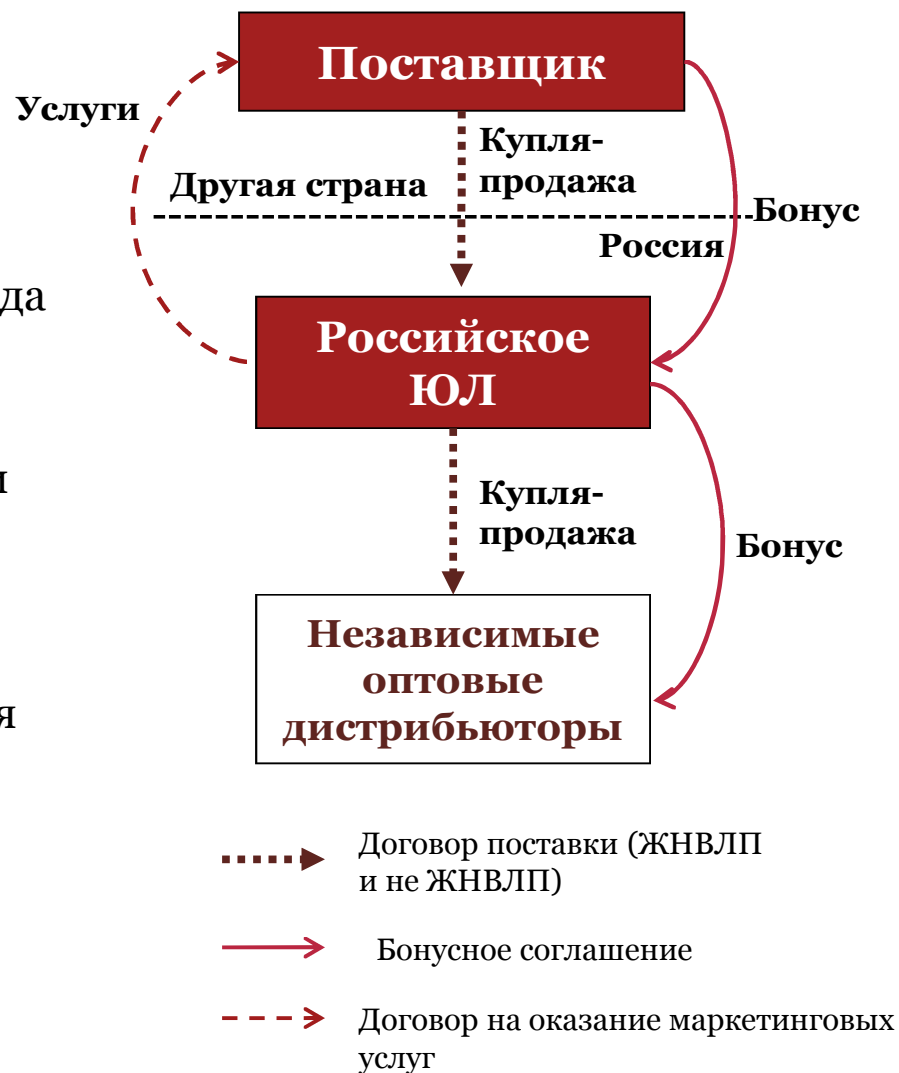 Поставщик
Услуги
Купля-
продажа
Другая страна
Бонус
Россия
да
Российское
ЮЛ
и
Купля-
продажа
Бонус
Независимые
оптовые
дистрибьюторы
я
Договор поставки (ЖНВЛП
и не ЖНВЛП)
Бонусное соглашение
Договор на оказание маркетинговых
услуг